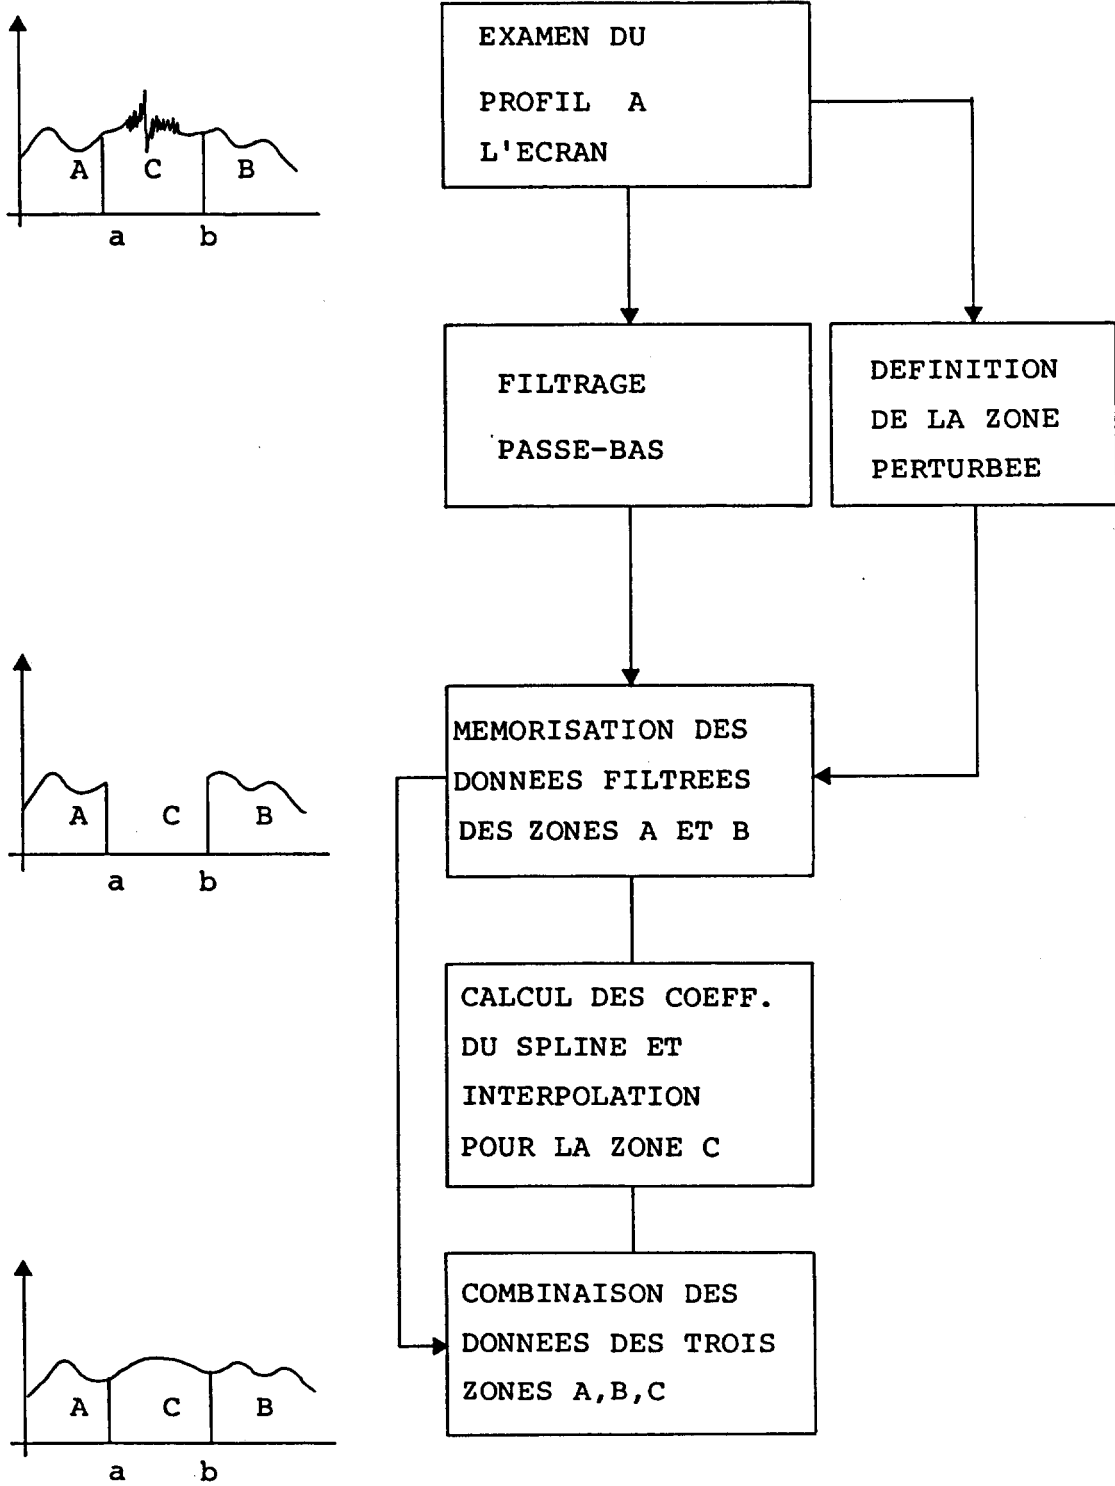 EXAMEN DU
PROFIL A
L'ECRAN
A C B
a b
FILTRAGE
PASSE-BAS
DEFINITION
DE LA ZONE
PERTURBEE
MEMORISATION DES
DONNEES FILTREES
DES ZONES A ET B
A C B
a b
CALCUL DES COEFF.
DU SPLINE ET
INTERPOLATION
POUR LA ZONE C
COMBINAISON DES
DONNEES DES TROIS
ZONES A,B,C
A C B
a b